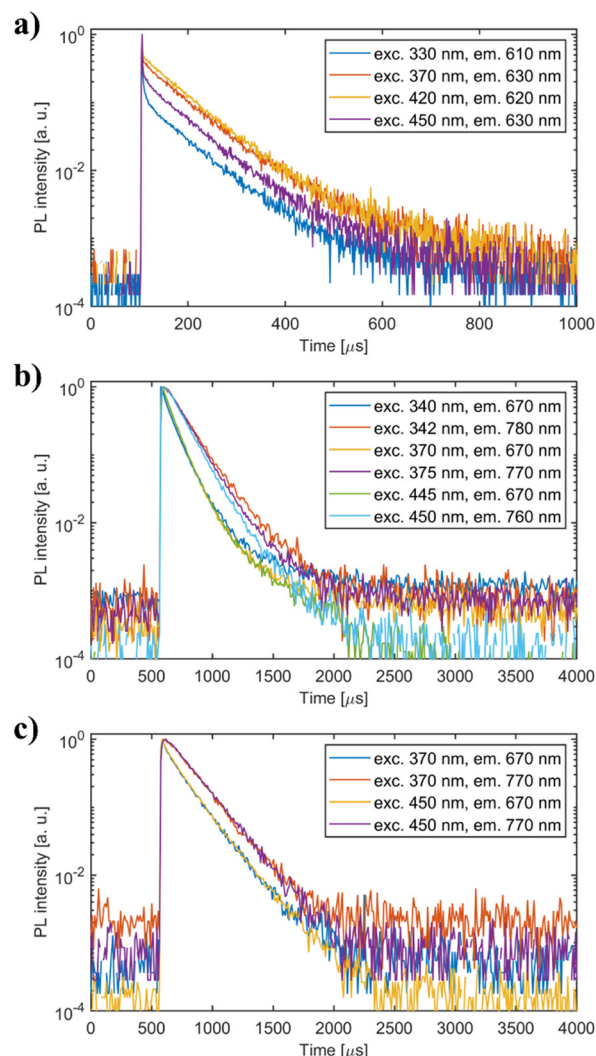 a)
10^0
10^-2
10^-4
PL intensity [a. u.]
exc. 330 nm, em. 610 nm
exc. 370 nm, em. 630 nm
exc. 420 nm, em. 620 nm
exc. 450 nm, em. 630 nm
0 200 400 600 800 1000
Time [μs]
b)
10^0
10^-2
10^-4
PL intensity [a. u.]
exc. 340 nm, em. 670 nm
exc. 342 nm, em. 780 nm
exc. 370 nm, em. 670 nm
exc. 375 nm, em. 770 nm
exc. 445 nm, em. 670 nm
exc. 450 nm, em. 760 nm
0 500 1000 1500 2000 2500 3000 3500 4000
Time [μs]
c)
10^0
10^-2
10^-4
PL intensity [a. u.]
exc. 370 nm, em. 670 nm
exc. 370 nm, em. 770 nm
exc. 450 nm, em. 670 nm
exc. 450 nm, em. 770 nm
0 500 1000 1500 2000 2500 3000 3500 4000
Time [μs]